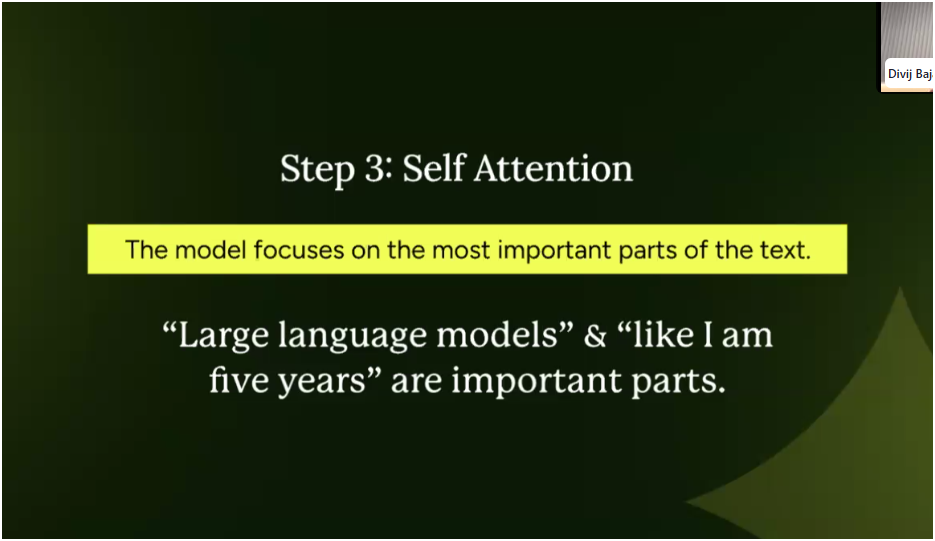 Divij Baj
Step 3: Self Attention
The model focuses on the most important parts of the text.
“Large language models” & “like I am
five years” are important parts.